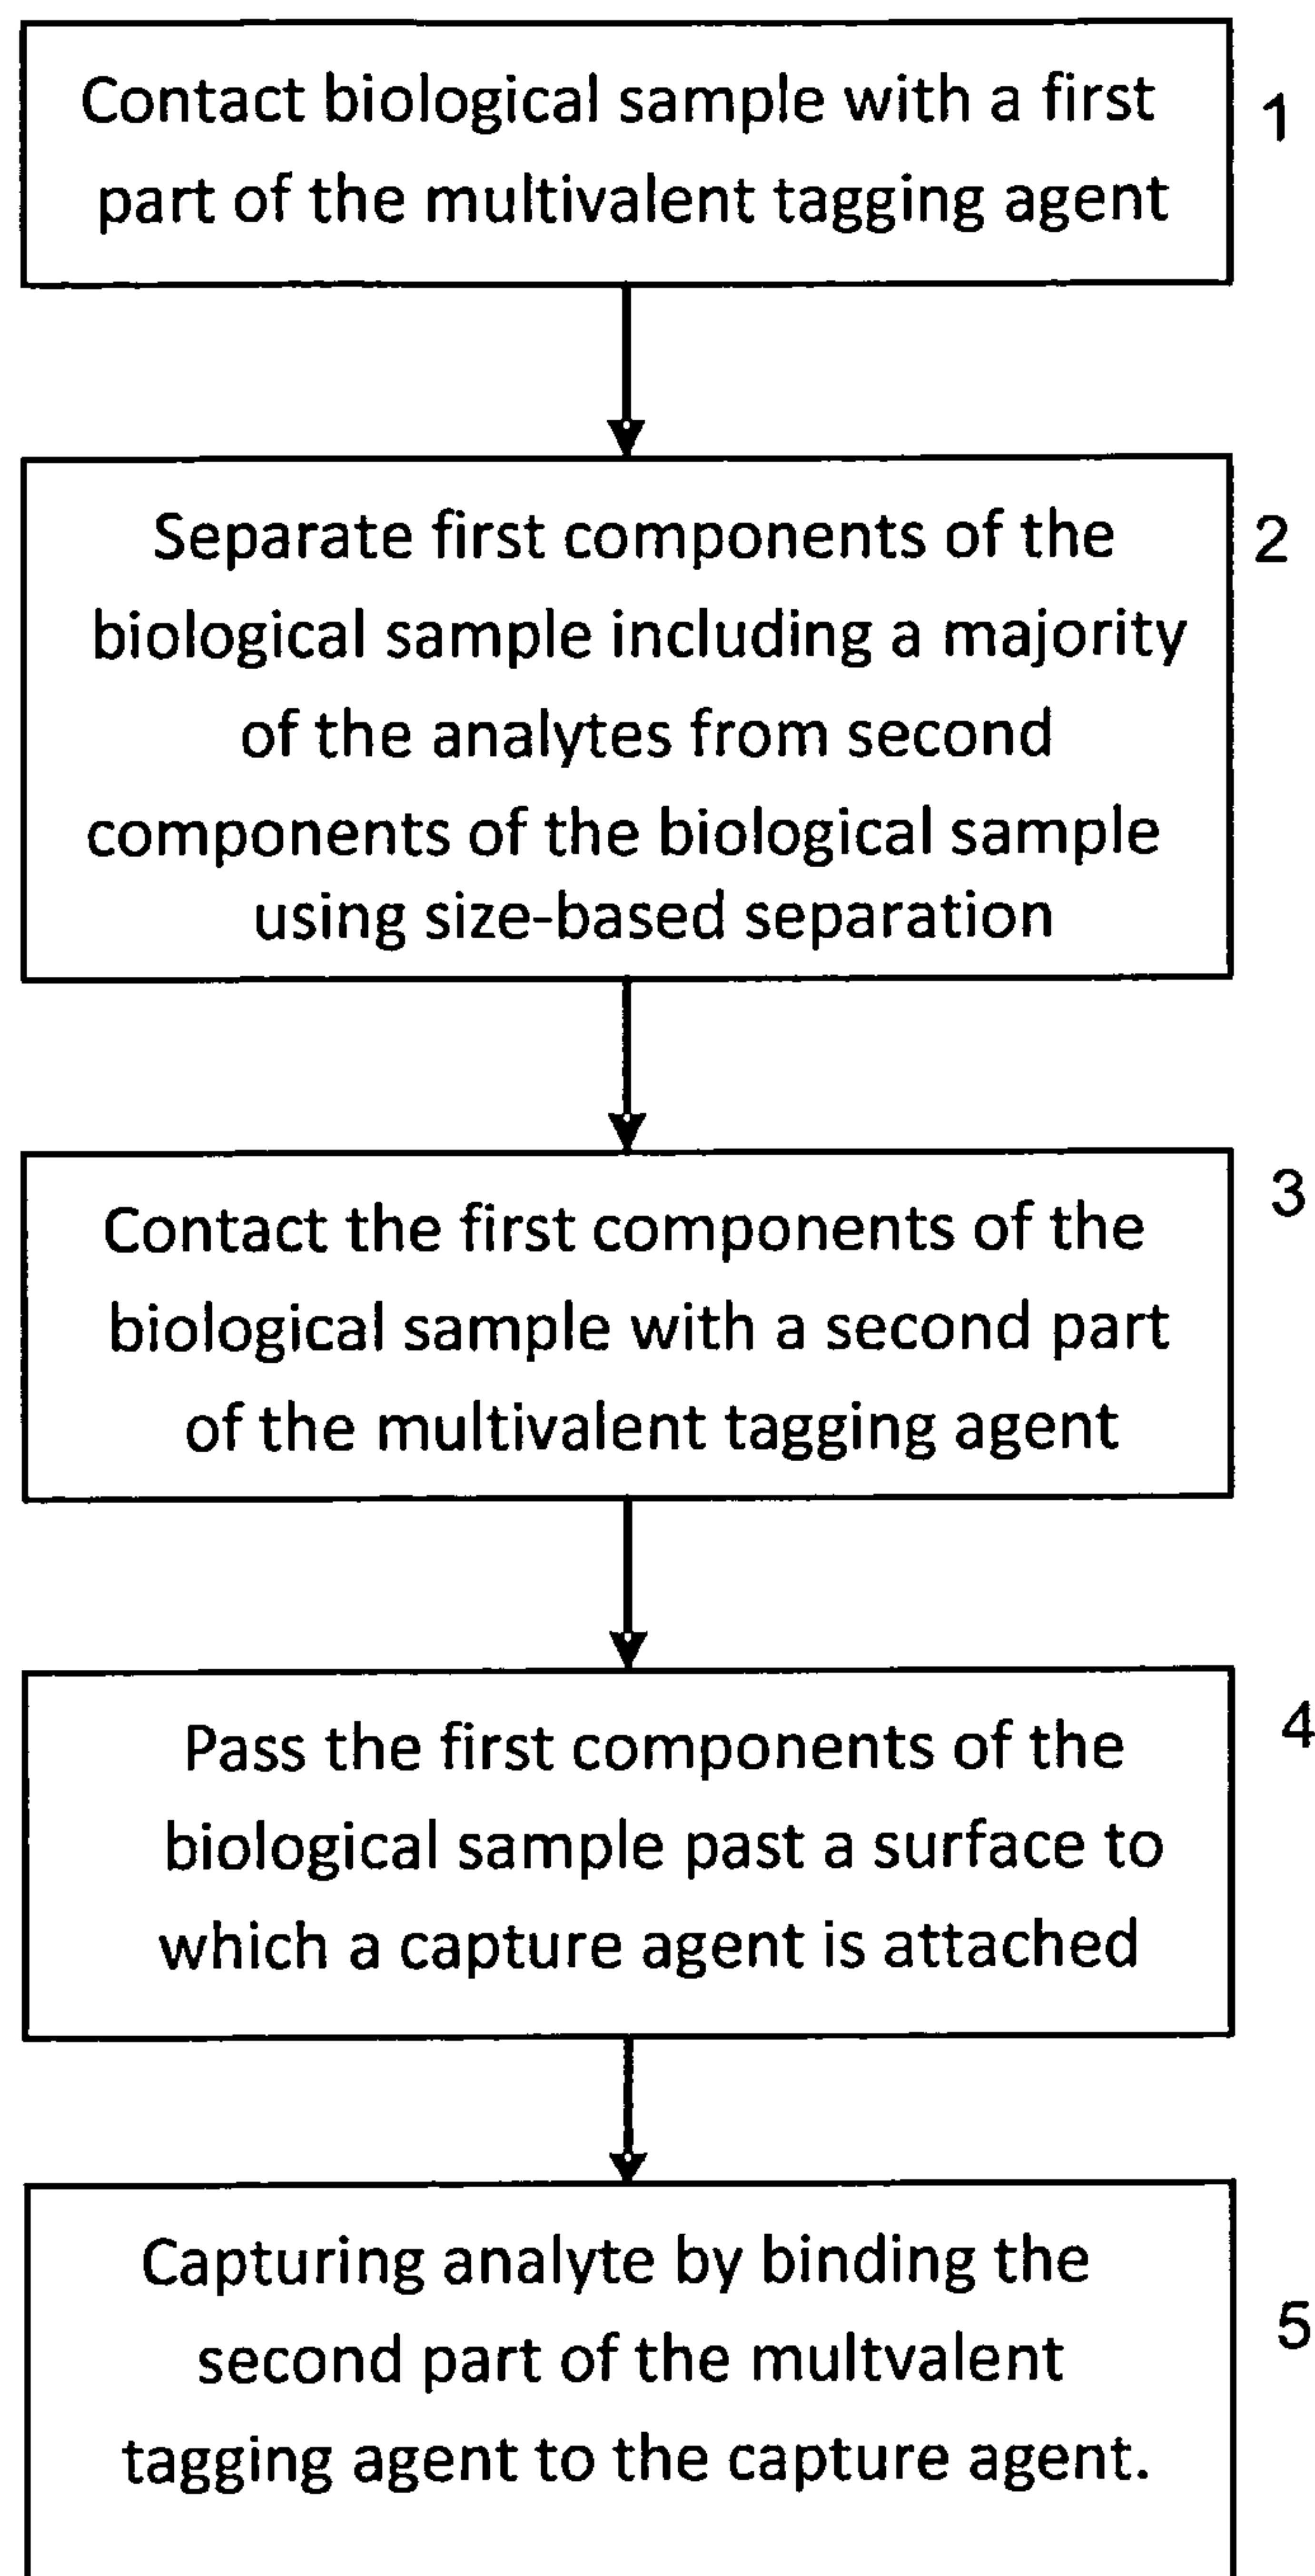 Contact biological sample with a first
part of the multivalent tagging agent
1
Separate first components of the
biological sample including a majority
of the analytes from second
components of the biological sample
using size-based separation
2
Contact the first components of the
biological sample with a second part
of the multivalent tagging agent
3
Pass the first components of the
biological sample past a surface to
which a capture agent is attached
4
Capturing analyte by binding the
second part of the multvalent
tagging agent to the capture agent.
5